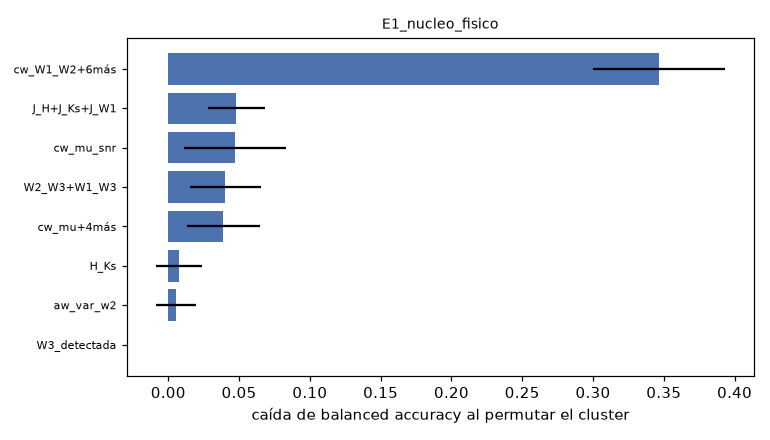 E1_nucleo_fisico
cw_W1_W2+6más
J_H+J_Ks+J_W1
cw_mu_snr
W2_W3+W1_W3
cw_mu+4más
H_Ks
aw_var_w2
W3_detectada
0.00 0.05 0.10 0.15 0.20 0.25 0.30 0.35 0.40
caída de balanced accuracy al permutar el cluster